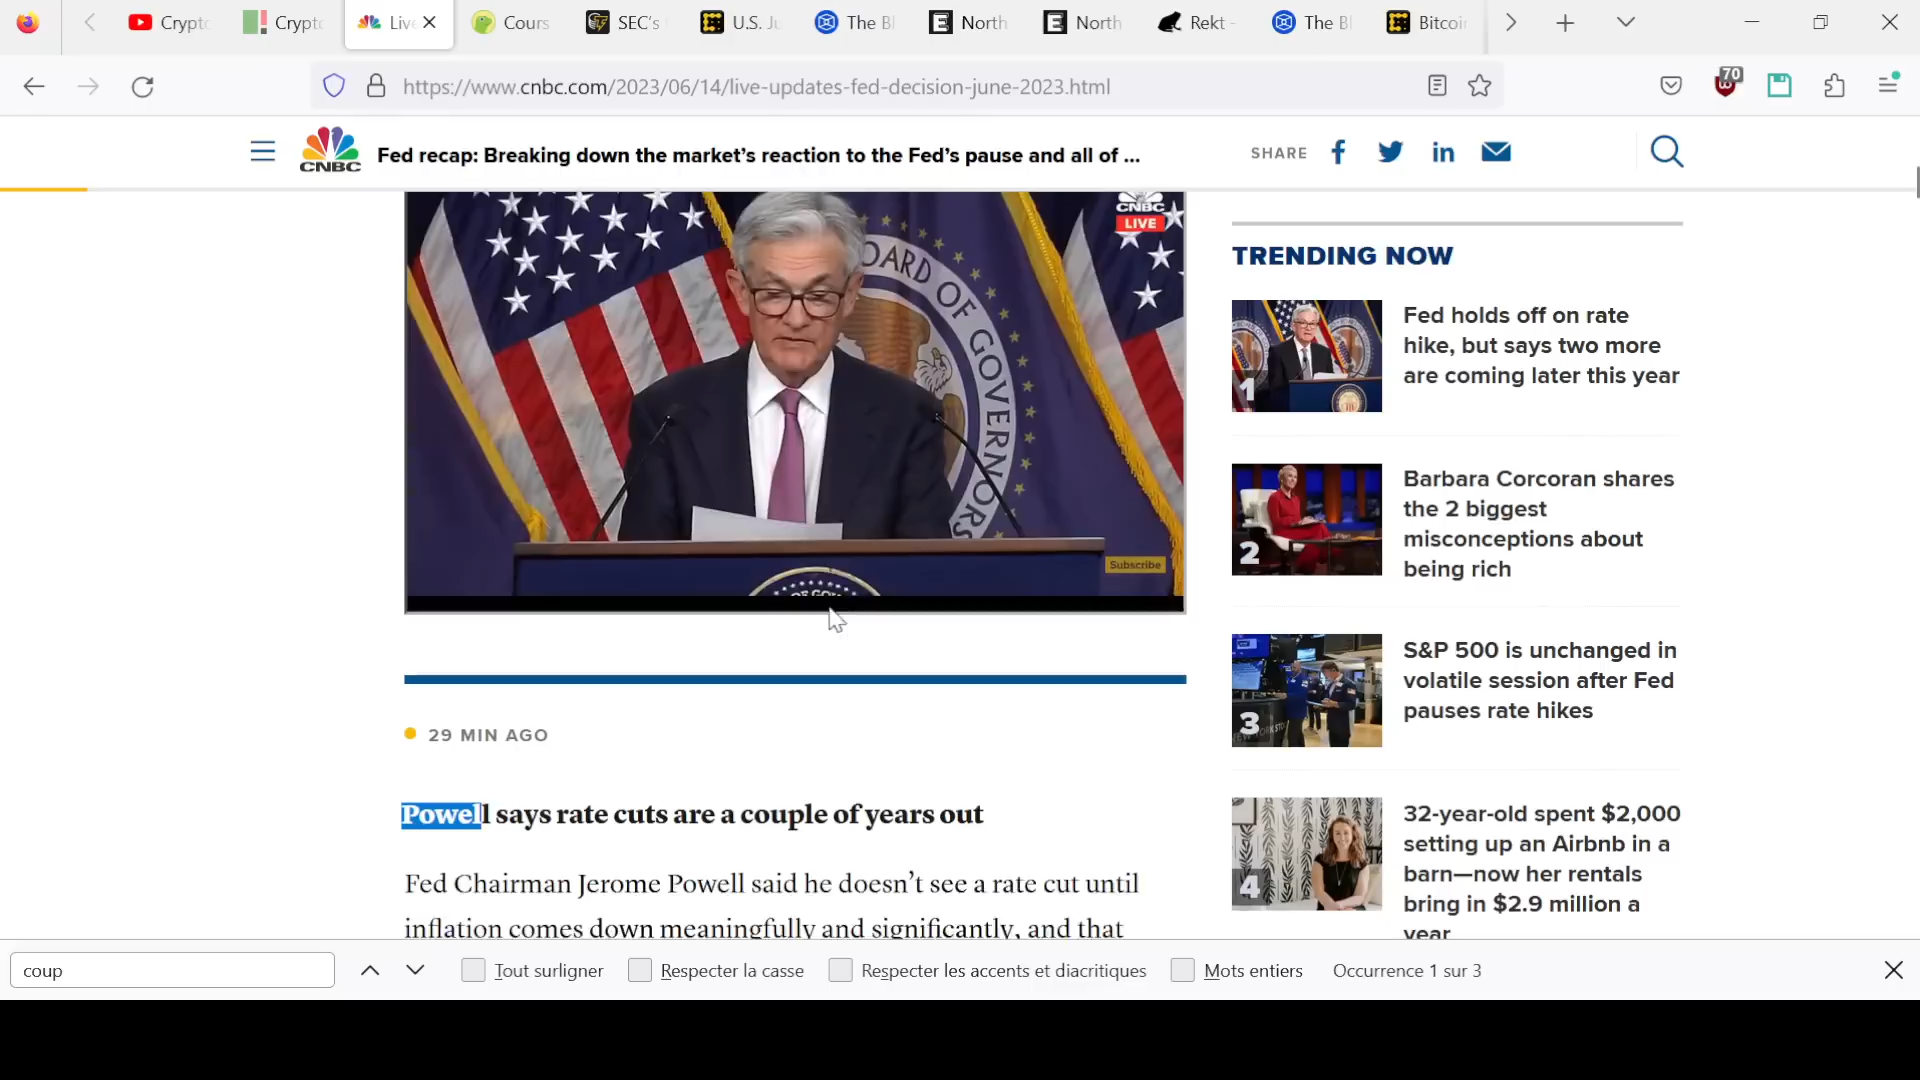 Crypto
Crypto
Live
Cours
SEC's
U.S. Ju
The Bl
North
North
Rekt -
The Bl
Bitcoin
https://www.cnbc.com/2023/06/14/live-updates-fed-decision-june-2023.html
70
CNBC
Fed recap: Breaking down the market's reaction to the Fed's pause and all of ...
SHARE
CNBC
LIVE
BOARD OF GOVERNORS
Subscribe
OF GOV
29 MIN AGO
Powell says rate cuts are a couple of years out
Fed Chairman Jerome Powell said he doesn't see a rate cut until
inflation comes down meaningfully and significantly, and that
TRENDING NOW
1
Fed holds off on rate
hike, but says two more
are coming later this year
2
Barbara Corcoran shares
the 2 biggest
misconceptions about
being rich
3
S&P 500 is unchanged in
volatile session after Fed
pauses rate hikes
4
32-year-old spent $2,000
setting up an Airbnb in a
barn—now her rentals
bring in $2.9 million a
year
coup
Tout surligner
Respecter la casse
Respecter les accents et diacritiques
Mots entiers
Occurrence 1 sur 3